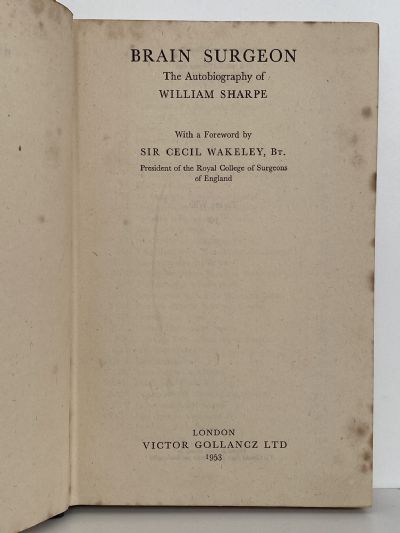 BRAIN SURGEON
The Autobiography of
WILLIAM SHARPE
With a Foreword by
SIR CECIL WAKELEY, BT.
President of the Royal College of Surgeons
of England
LONDON
VICTOR GOLLANCZ LTD
1953